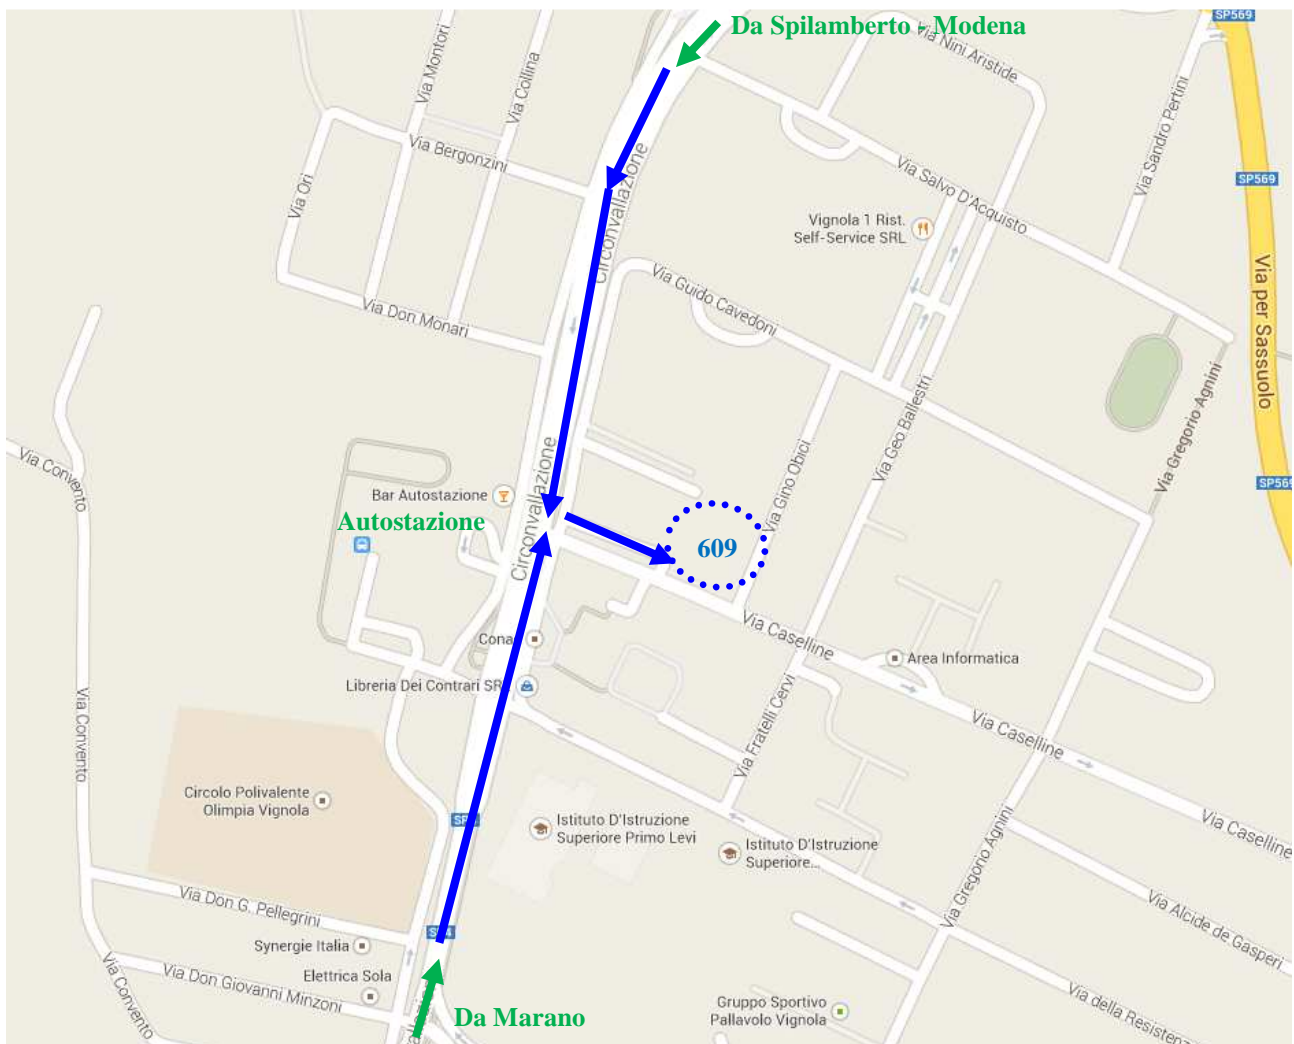 Da Spilamberto - Modena
SP569
Via Nini Aristide
Via Montori
Via Collina
Via Sandro Pertini
Via Bergonzini
Circonvallazione
Via Salvo D'Acquisto
SP569
Via Ori
Vignola 1 Rist.
Self-Service SRL
Via Guido Cavedoni
Via per Sassuolo
Via Don Monari
Via Gregorio Agnini
Via Geo Ballestri
Via Gino Obici
Via Convento
Circonvallazione
Bar Autostazione
SP569
Autostazione
609
Via Caselline
Cona
Area Informatica
Libreria Dei Contrari SR
Via Convento
Via Fratelli Cervi
Via Caselline
Circolo Polivalente
Olimpia Vignola
Istituto D'Istruzione
Superiore Primo Levi
Istituto D'Istruzione
Superiore...
Via Caselline
Via Gregorio Agnini
Via Don G. Pellegrini
Via Alcide de Gasperi
Synergie Italia
Via Convento
Via Don Giovanni Minzoni
Elettrica Sola
Via della Resistenz
Gruppo Sportivo
Pallavolo Vignola
Da Marano